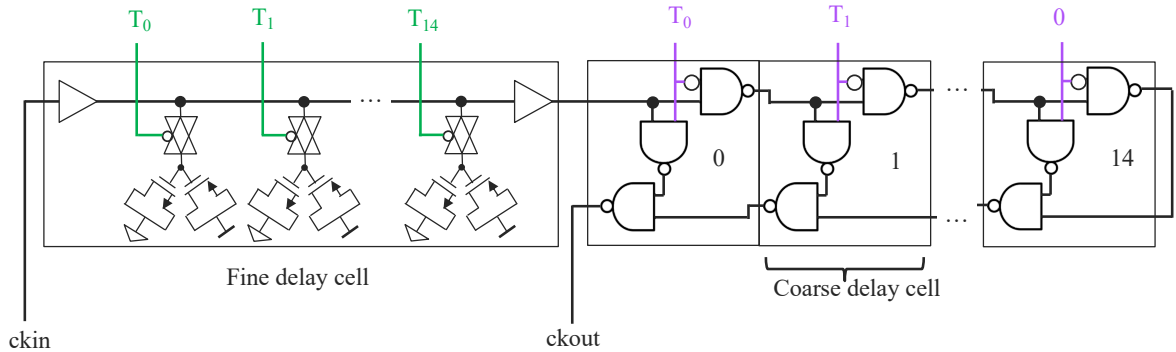 T₀ T₁ T₁₄ T₀ T₁ 0
... ...
0 1 14
...
Fine delay cell
Coarse delay cell
ckin ckout